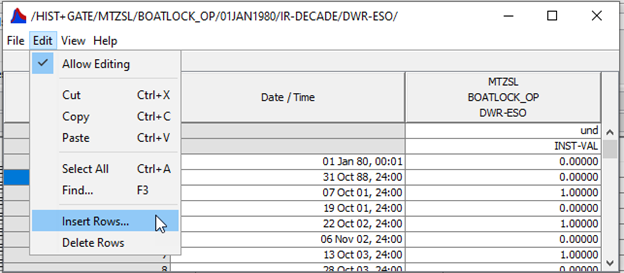 /HIST+GATE/MTZSL/BOATLOCK_OP/01JAN1980/IR-DECADE/DWR-ESO/
File Edit View Help
Allow Editing
Cut Ctrl+X
Copy Ctrl+C
Paste Ctrl+V
Select All Ctrl+A
Find... F3
Insert Rows...
Delete Rows
Date / Time
MTZSL
BOATLOCK_OP
DWR-ESO
und
INST-VAL
01 Jan 80, 00:01 0.00000
31 Oct 88, 24:00 0.00000
07 Oct 01, 24:00 1.00000
19 Oct 01, 24:00 0.00000
22 Oct 02, 24:00 1.00000
06 Nov 02, 24:00 0.00000
13 Oct 03, 24:00 1.00000
28 Oct 03, 24:00 0.00000